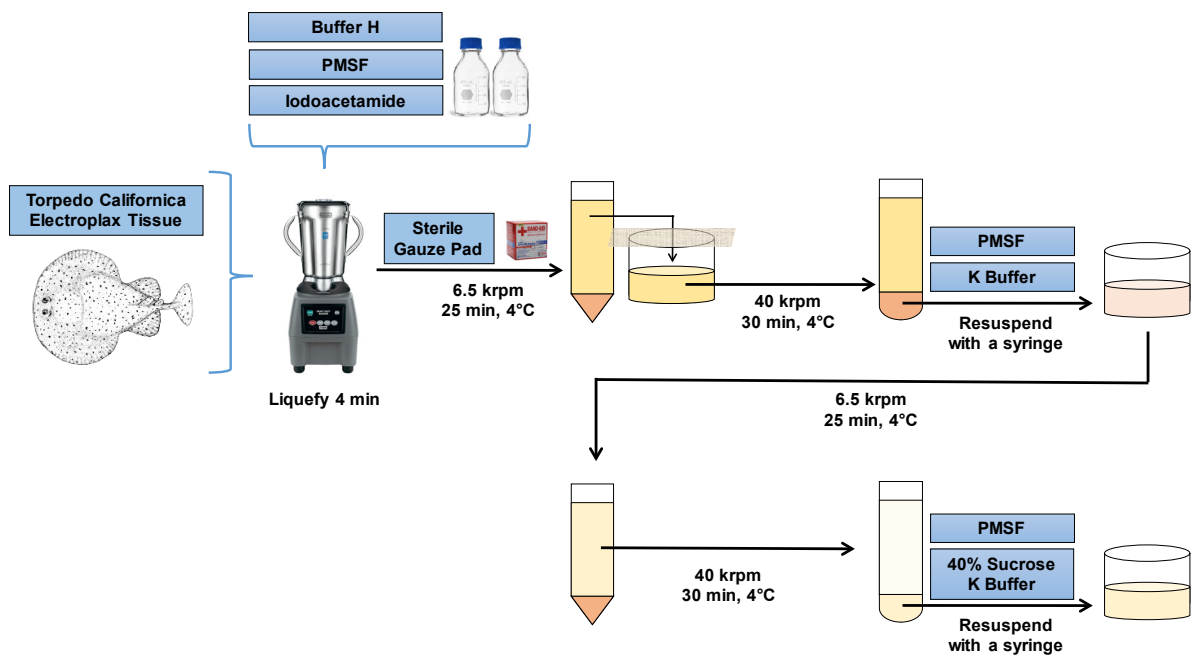 Buffer H
PMSF
Iodoacetamide
Torpedo Californica
Electroplax Tissue
Liquefy 4 min
Sterile
Gauze Pad
BAND-AID
6.5 krpm
25 min, 4°C
40 krpm
30 min, 4°C
PMSF
K Buffer
Resuspend
with a syringe
6.5 krpm
25 min, 4°C
40 krpm
30 min, 4°C
PMSF
40% Sucrose
K Buffer
Resuspend
with a syringe